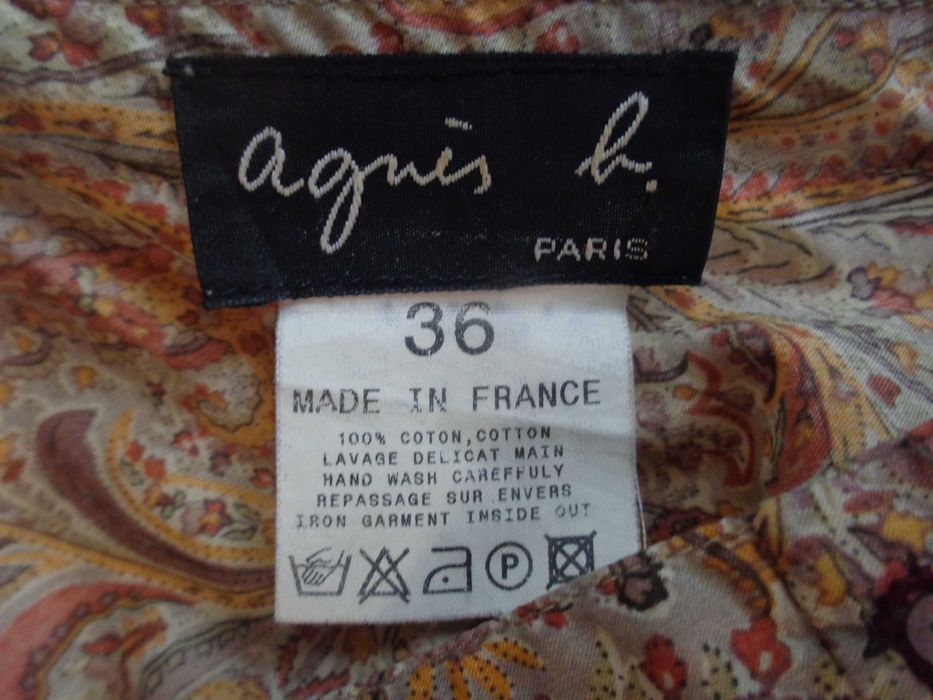 agnès b.
PARIS
36
MADE IN FRANCE
100% COTON,COTTON
LAVAGE DELICAT MAIN
HAND WASH CAREFFULY
REPASSAGE SUR ENVERS
IRON GARMENT INSIDE OUT
P